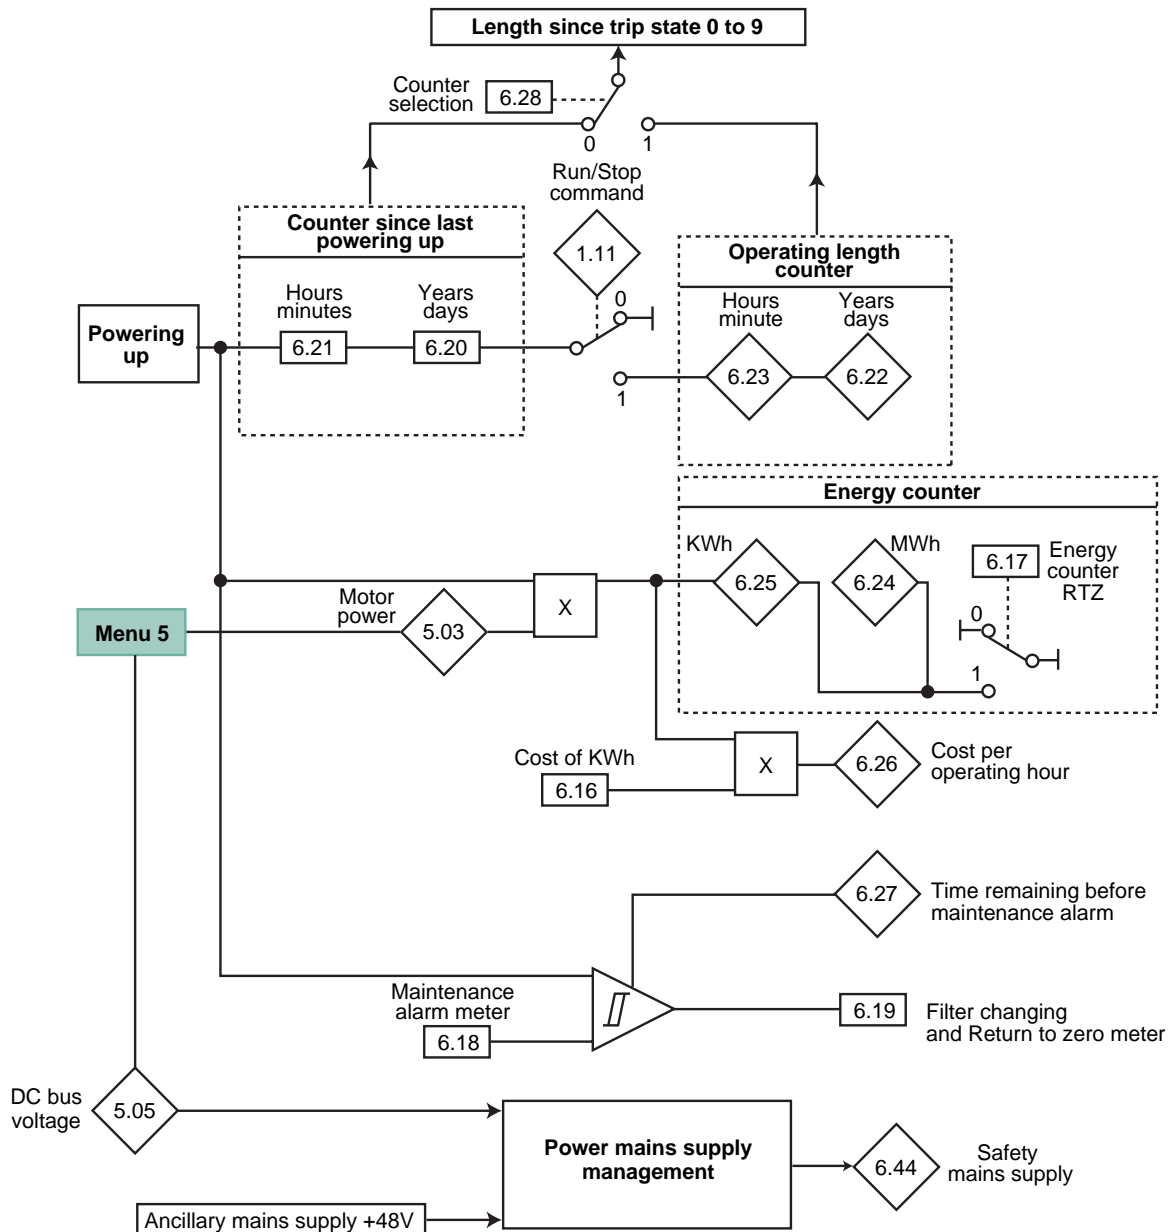 Length since trip state 0 to 9
Counter
selection
6.28
0
1
Run/Stop
command
1.11
Counter since last
powering up
Hours
minutes
Years
days
6.21
6.20
Powering
up
0
1
Operating length
counter
Hours
minute
Years
days
6.23
6.22
Energy counter
KWh
6.25
MWh
6.24
6.17
Energy
counter
RTZ
0
1
Menu 5
Motor
power
5.03
X
Cost of KWh
6.16
X
6.26
Cost per
operating hour
6.27
Time remaining before
maintenance alarm
Maintenance
alarm meter
6.18
6.19
Filter changing
and Return to zero meter
DC bus
voltage
5.05
Power mains supply
management
6.44
Safety
mains supply
Ancillary mains supply +48V